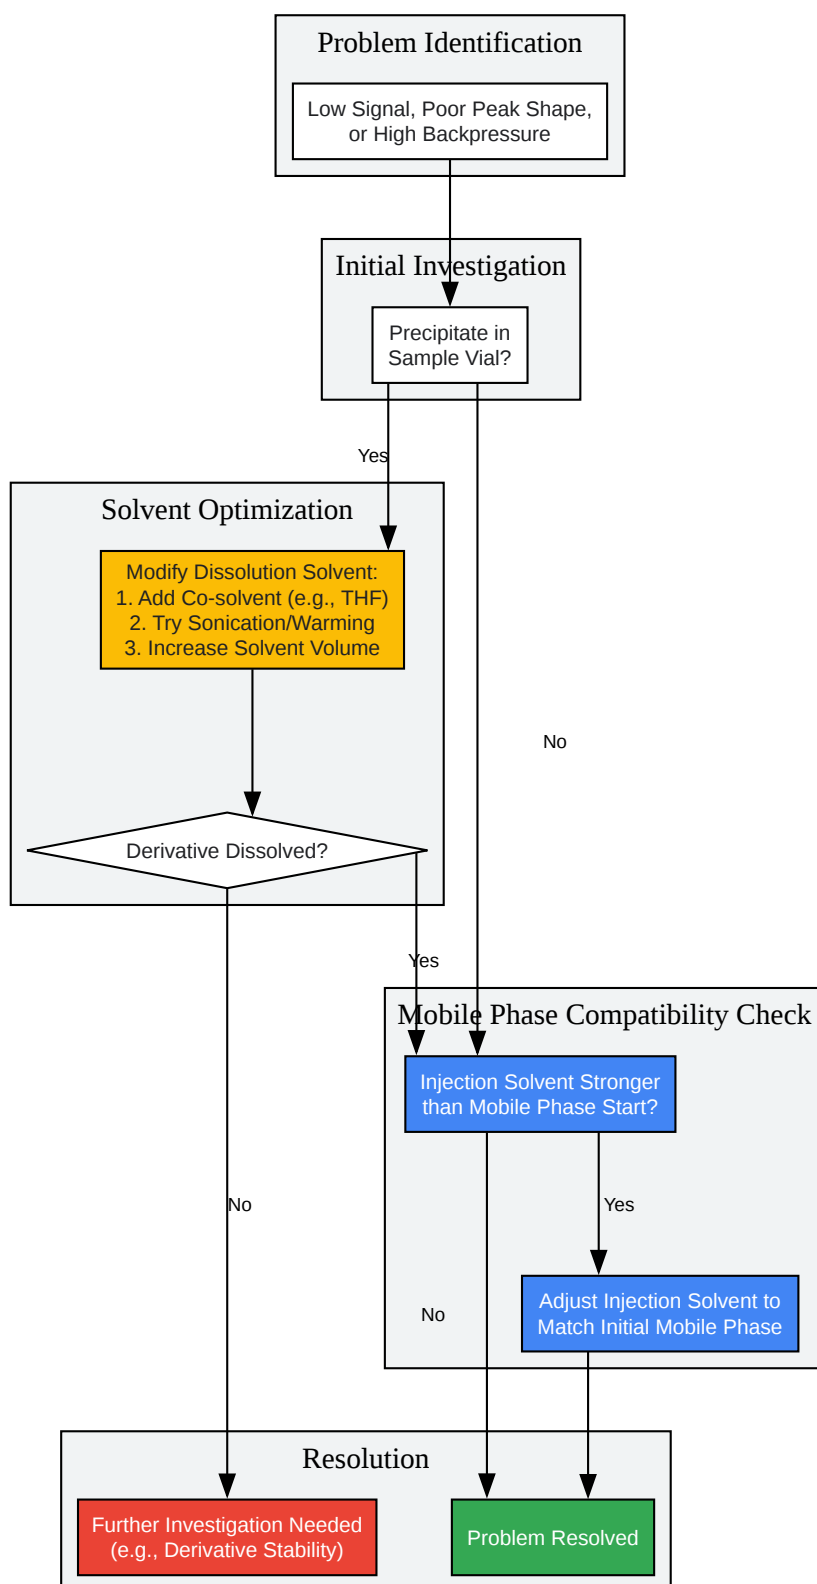 Problem Identification
Low Signal, Poor Peak Shape,
or High Backpressure
Initial Investigation
Precipitate in
Sample Vial?
Yes
Solvent Optimization
Modify Dissolution Solvent:
1. Add Co-solvent (e.g., THF)
2. Try Sonication/Warming
3. Increase Solvent Volume
No
Derivative Dissolved?
Yes
Mobile Phase Compatibility Check
Injection Solvent Stronger
than Mobile Phase Start?
No
Yes
Adjust Injection Solvent to
Match Initial Mobile Phase
No
Resolution
Further Investigation Needed
(e.g., Derivative Stability)
Problem Resolved